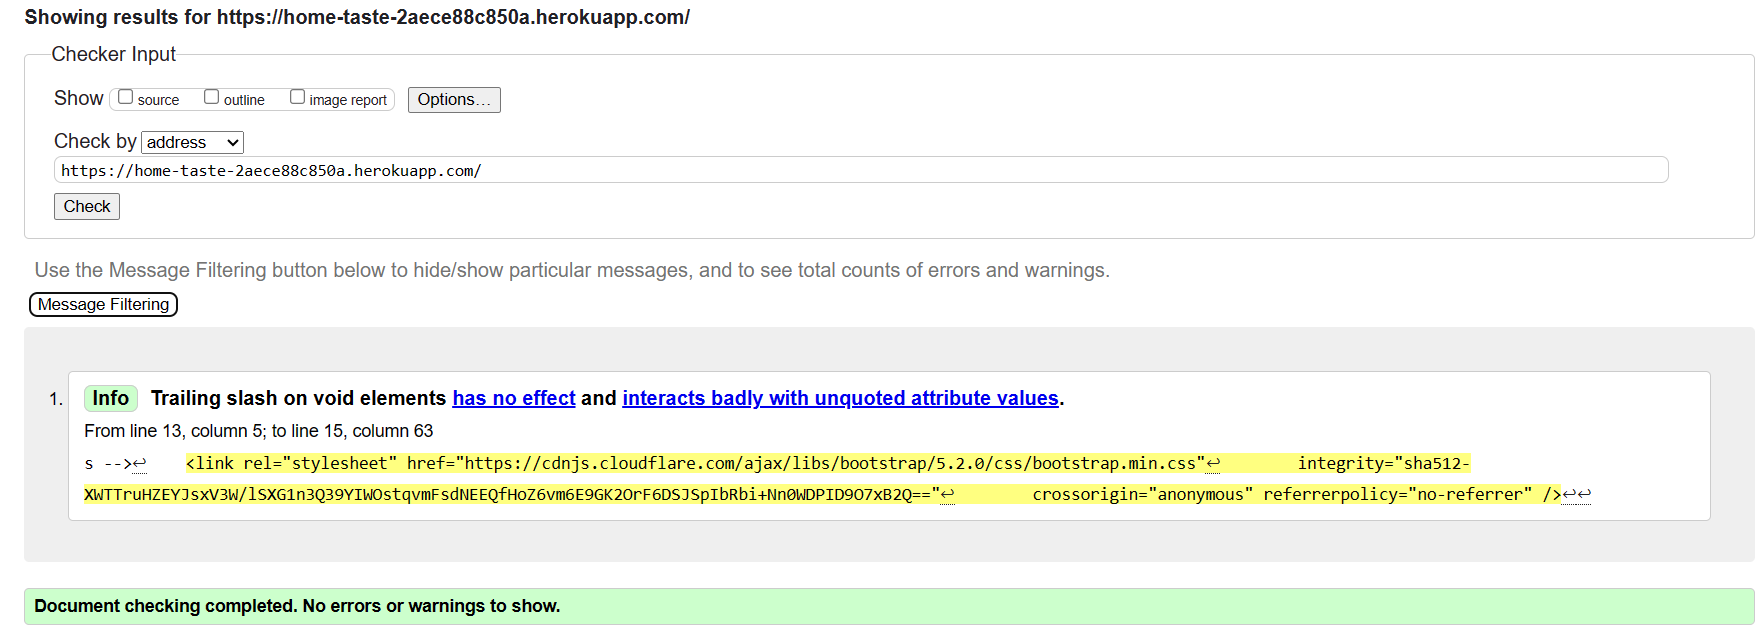 Showing results for https://home-taste-2aece88c850a.herokuapp.com/
Checker Input
Show source outline image report Options...
Check by address
https://home-taste-2aece88c850a.herokuapp.com/
Check
Use the Message Filtering button below to hide/show particular messages, and to see total counts of errors and warnings.
Message Filtering
1. Info Trailing slash on void elements has no effect and interacts badly with unquoted attribute values.
From line 13, column 5; to line 15, column 63
s -->↩ <link rel="stylesheet" href="https://cdnjs.cloudflare.com/ajax/libs/bootstrap/5.2.0/css/bootstrap.min.css"↩ integrity="sha512-
XWTTruHZEYJsxV3W/lSXG1n3Q39YIWOstqvmFsdNEEQfHoZ6vm6E9GK2OrF6DSJSpIbRbi+Nn0WDPID9O7xB2Q=="↩ crossorigin="anonymous" referrerpolicy="no-referrer" />↩↩
Document checking completed. No errors or warnings to show.